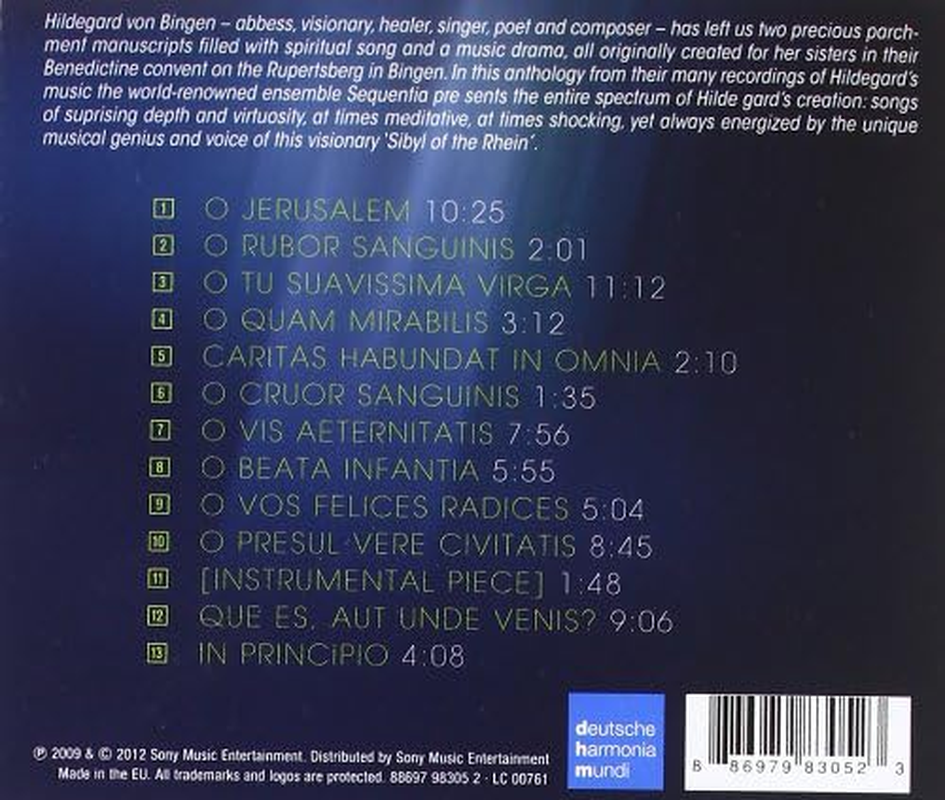 Hildegard von Bingen – abbess, visionary, healer, singer, poet and composer – has left us two precious parch-
ment manuscripts filled with spiritual song and a music drama, all originally created for her sisters in their
Benedictine convent on the Rupertsberg in Bingen. In this anthology from their many recordings of Hildegard's
music the world-renowned ensemble Sequentia pre sents the entire spectrum of Hilde gard's creation: songs
of suprising depth and virtuosity, at times meditative, at times shocking, yet always energized by the unique
musical genius and voice of this visionary 'Sibyl of the Rhein'.
1 O JERUSALEM 10:25
2 O RUBOR SANGUINIS 2:01
3 O TU SUAVISSIMA VIRGA 11:12
4 O QUAM MIRABILIS 3:12
5 CARITAS HABUNDAT IN OMNIA 2:10
6 O CRUOR SANGUINIS 1:35
7 O VIS AETERNITATIS 7:56
8 O BEATA INFANTIA 5:55
9 O VOS FELICES RADICES 5:04
10 O PRESUL VERE CIVITATIS 8:45
11 [INSTRUMENTAL PIECE] 1:48
12 QUE ES, AUT UNDE VENIS? 9:06
13 IN PRINCiPIO 4:08
℗ 2009 & © 2012 Sony Music Entertainment. Distributed by Sony Music Entertainment
Made in the EU. All trademarks and logos are protected. 88697 98305 2 · LC 00761
deutsche
harmonia
mundi
8 86979 83052 3